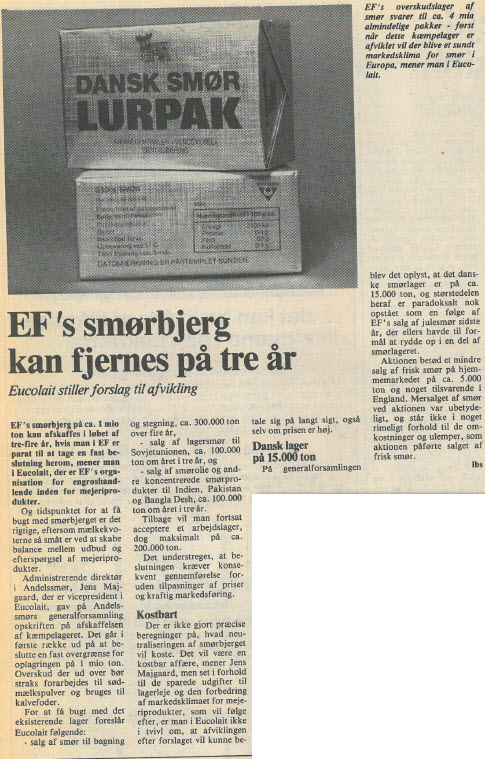 EF's overskudslager af
smør svarer til ca. 4 mia
almindelige pakker - først
når dette kæmpelager er
afviklet vil der blive et sundt
markedsklima for smør i
Europa, mener man i Euco-
lait.
DANSK SMØR
LURPAK
250 g SMØR
DATOMÆRKNING ER PÅSTEMPLET BUNDEN.
EF's smørbjerg
kan fjernes på tre år
Eucolait stiller forslag til afvikling
EF's smørbjerg på ca. 1 mio
ton kan afskaffes i løbet af
tre-fire år, hvis man i EF er
parat til at tage en fast be-
slutning herom, mener man
i Eucolait, der er EF's orga-
nisation for engroshand-
lende inden for mejeripro-
dukter.
Og tidspunktet for at få
bugt med smørbjerget er det
rigtige, eftersom mælkekvo-
terne så småt er ved at skabe
balance mellem udbud og
efterspørgsel af mejeripro-
dukter.
Administrerende direktør
i Andelssmør, Jens Maj-
gaard, der er vicepresident i
Eucolait, gav på Andels-
smørs generalforsamling
opskriften på afskaffelsen
af kæmpelageret. Det går i
første række ud på at be-
slutte en fast overgrænse for
oplagringen på 1 mio ton.
Overskud der ud over bør
straks forarbejdes til sød-
mælkspulver og bruges til
kalvefoder.
For at få bugt med det
eksisterende lager foreslår
Eucolait følgende:
- salg af smør til bagning
og stegning, ca. 300.000 ton
over fire år,
- salg af lagersmør til
Sovjetunionen, ca. 100.000
ton om året i tre år, og
- salg af smørolie og an-
dre koncentrerede smørpro-
dukter til Indien, Pakistan
og Bangla Desh, ca. 100.000
ton om året i tre år.
Tilbage vil man fortsat
acceptere et arbejdslager,
dog maksimalt på ca.
200.000 ton.
Det understreges, at be-
slutningen kræver konse-
kvent gennemførelse for-
uden tilpasninger af priser
og kraftig markedsføring.
Kostbart
Der er ikke gjort præcise
beregninger på, hvad neu-
traliseringen af smørbjerget
vil koste. Det vil være en
kostbar affære, mener Jens
Majgaard, men set i forhold
til de sparede udgifter til
lagerleje og den forbedring
af markedsklimaet for meje-
riprodukter, som vil følge
efter, er man i Eucolait ikke
i tvivl om, at afviklingen
efter forslaget vil kunne be-
tale sig på langt sigt, også
selv om prisen er høj.
Dansk lager
på 15.000 ton
På generalforsamlingen
blev det oplyst, at det dan-
ske smørlager er på ca.
15.000 ton, og størstedelen
heraf er paradoksalt nok
opstået som en følge af
EF's salg af julesmør sidste
år, der ellers havde til for-
mål at rydde op i en del af
smørlageret.
Aktionen betød et mindre
salg af frisk smør på hjem-
memarkedet på ca. 5.000
ton og noget tilsvarende i
England. Mersalget af smør
ved aktionen var ubetyde-
ligt, og står ikke i noget
rimeligt forhold til de om-
kostninger og ulemper, som
aktionen påførte salget af
frisk smør.
lbs